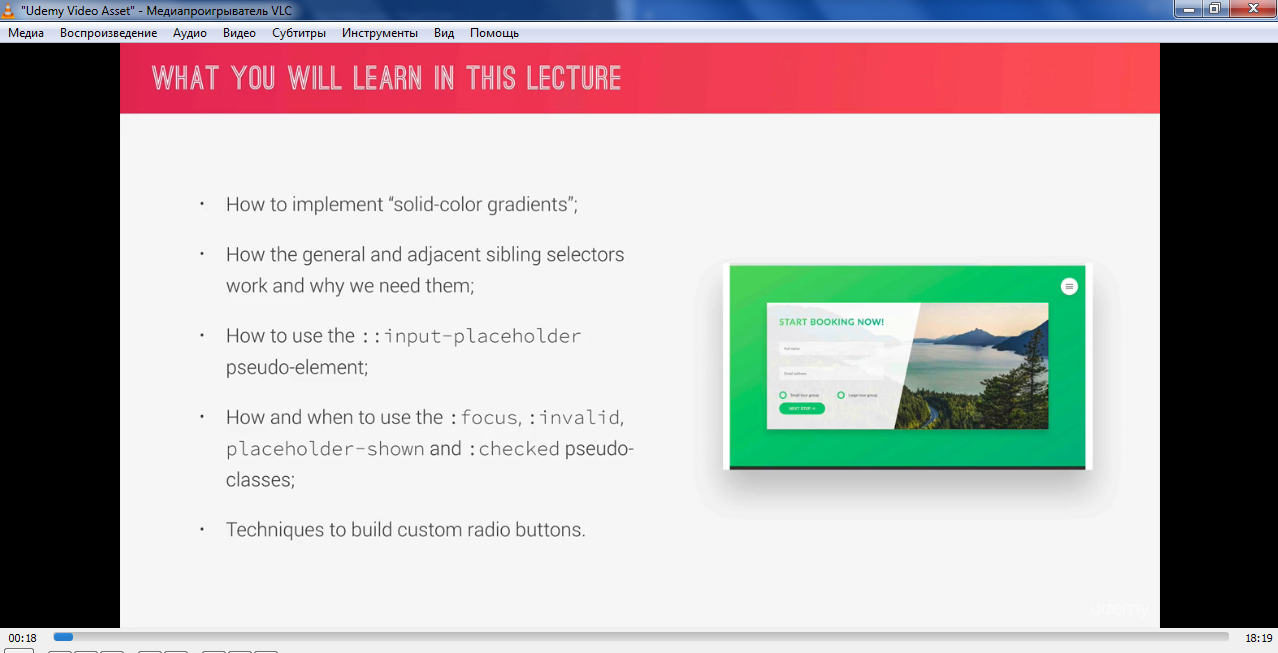 "Udemy Video Asset" - Медиапроигрыватель VLC
Медиа Воспроизведение Аудио Видео Субтитры Инструменты Вид Помощь
WHAT YOU WILL LEARN IN THIS LECTURE
• How to implement “solid-color gradients”;
• How the general and adjacent sibling selectors
work and why we need them;
• How to use the ::input-placeholder
pseudo-element;
• How and when to use the :focus, :invalid,
placeholder-shown and :checked pseudo-
classes;
• Techniques to build custom radio buttons.
START BOOKING NOW!
Full name
Email address
Small tour group Large tour group
NEXT STEP →
udemy
00:18 18:19